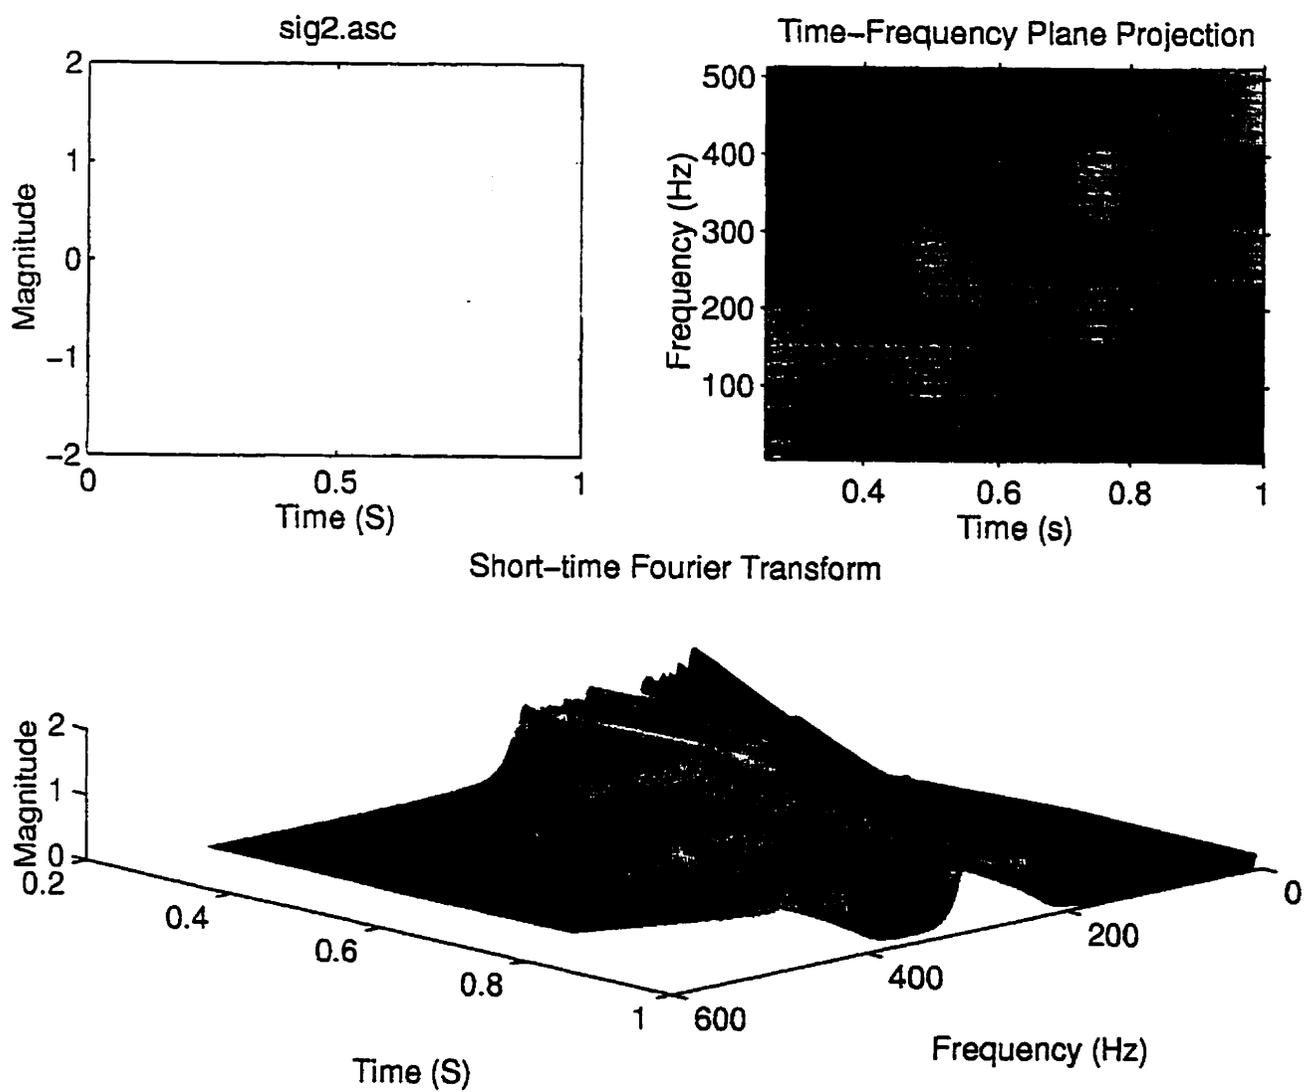 sig2.asc
2
1
0
−1
−2
Magnitude
0
0.5
1
Time (S)
Time−Frequency Plane Projection
500
400
300
200
100
Frequency (Hz)
0.4
0.6
0.8
1
Time (s)
Short−time Fourier Transform
2
1
0
Magnitude
0.2
0.4
0.6
0.8
1
Time (S)
600
400
200
0
Frequency (Hz)